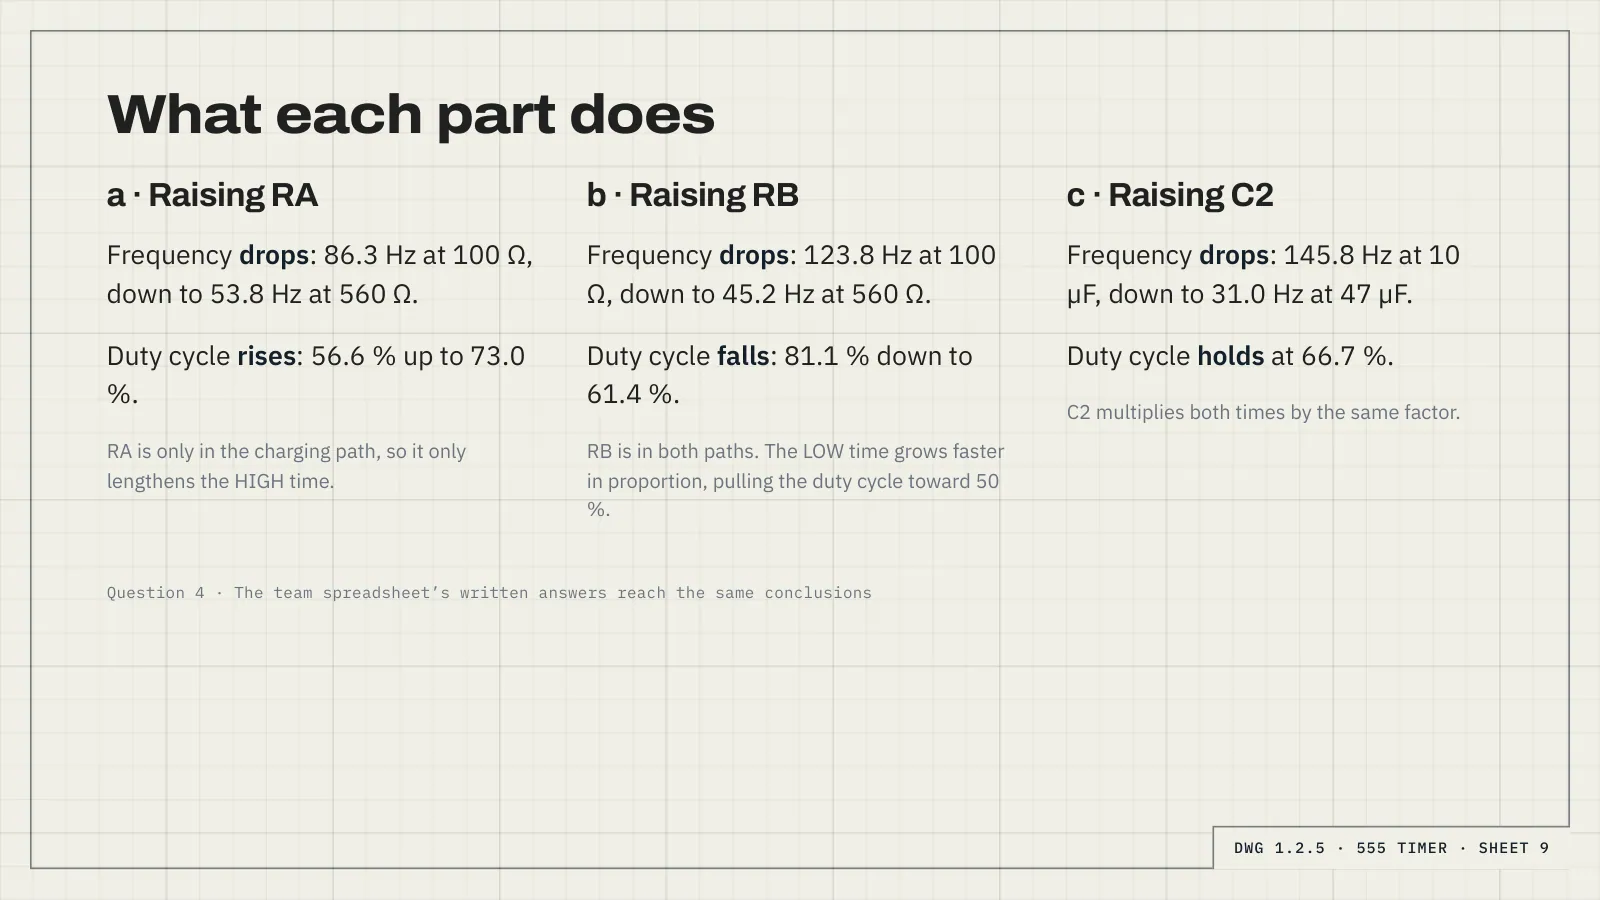 What each part does
a · Raising RA
Frequency drops: 86.3 Hz at 100 Ω,
down to 53.8 Hz at 560 Ω.
Duty cycle rises: 56.6 % up to 73.0
%.
RA is only in the charging path, so it only
lengthens the HIGH time.
b · Raising RB
Frequency drops: 123.8 Hz at 100
Ω, down to 45.2 Hz at 560 Ω.
Duty cycle falls: 81.1 % down to
61.4 %.
RB is in both paths. The LOW time grows faster
in proportion, pulling the duty cycle toward 50
%.
c · Raising C2
Frequency drops: 145.8 Hz at 10
µF, down to 31.0 Hz at 47 µF.
Duty cycle holds at 66.7 %.
C2 multiplies both times by the same factor.
Question 4 · The team spreadsheet’s written answers reach the same conclusions
DWG 1.2.5 · 555 TIMER · SHEET 9